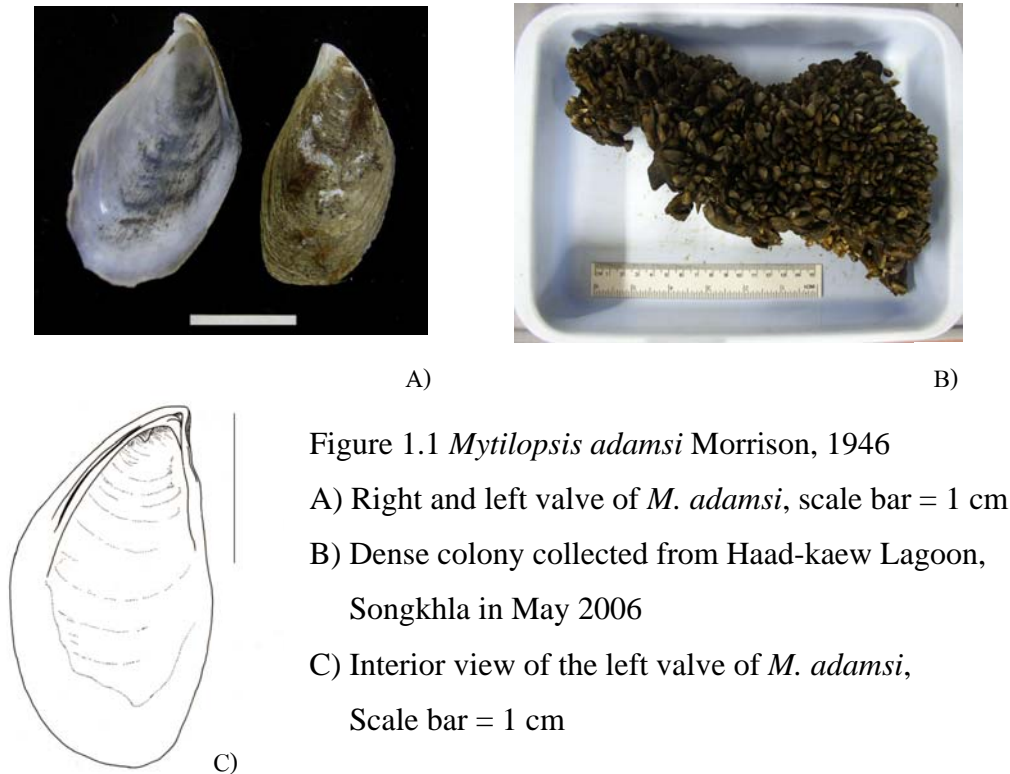 A)
B)
Figure 1.1 Mytilopsis adamsi Morrison, 1946
A) Right and left valve of M. adamsi, scale bar = 1 cm
B) Dense colony collected from Haad-kaew Lagoon,
Songkhla in May 2006
C) Interior view of the left valve of M. adamsi,
Scale bar = 1 cm
C)